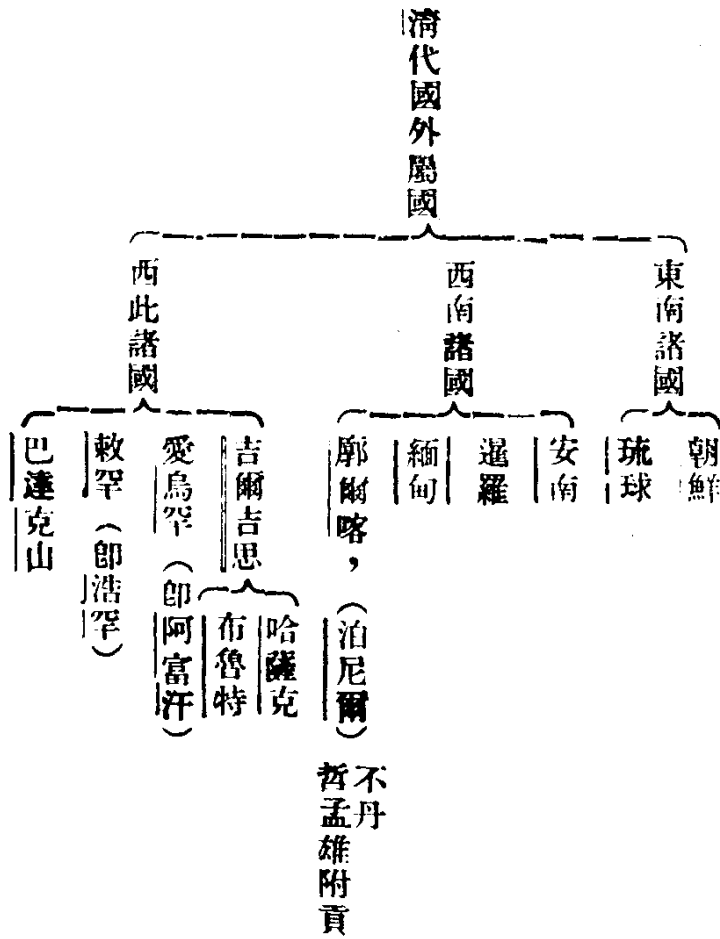 清代國外屬國
東南諸國
朝鮮
琉球
西南諸國
安南
暹羅
緬甸
廓爾喀，(泊尼爾)
不丹
哲孟雄附貢
西此諸國
吉爾吉思
哈薩克
布魯特
愛烏罕(即阿富汗)
敕罕(即浩罕)
巴達克山